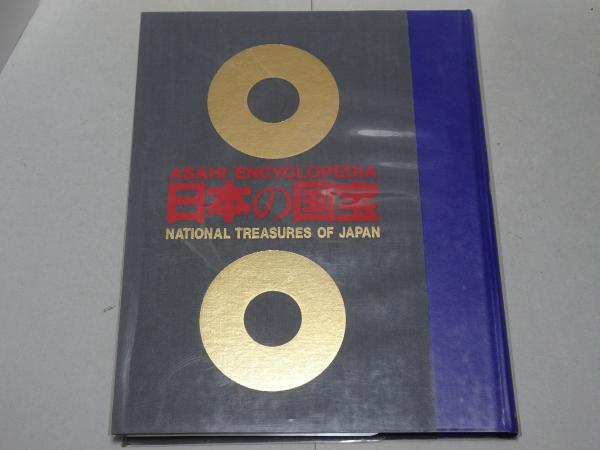 ASAHI ENCYCLOPEDIA
日本の国宝
NATIONAL TREASURES OF JAPAN